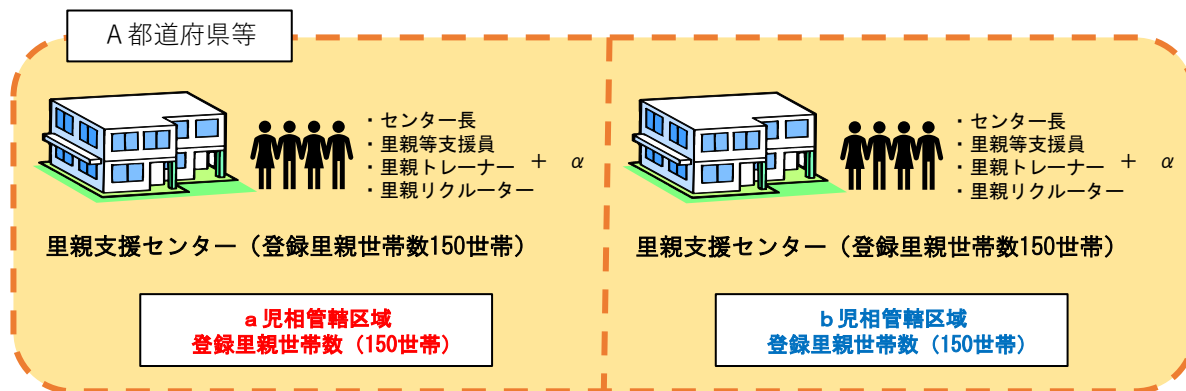 A都道府県等
・センター長
・里親等支援員
・里親トレーナー
・里親リクルーター
+ α
里親支援センター(登録里親世帯数150世帯)
a児相管轄区域
登録里親世帯数(150世帯)
・センター長
・里親等支援員
・里親トレーナー
・里親リクルーター
+ α
里親支援センター(登録里親世帯数150世帯)
b児相管轄区域
登録里親世帯数(150世帯)